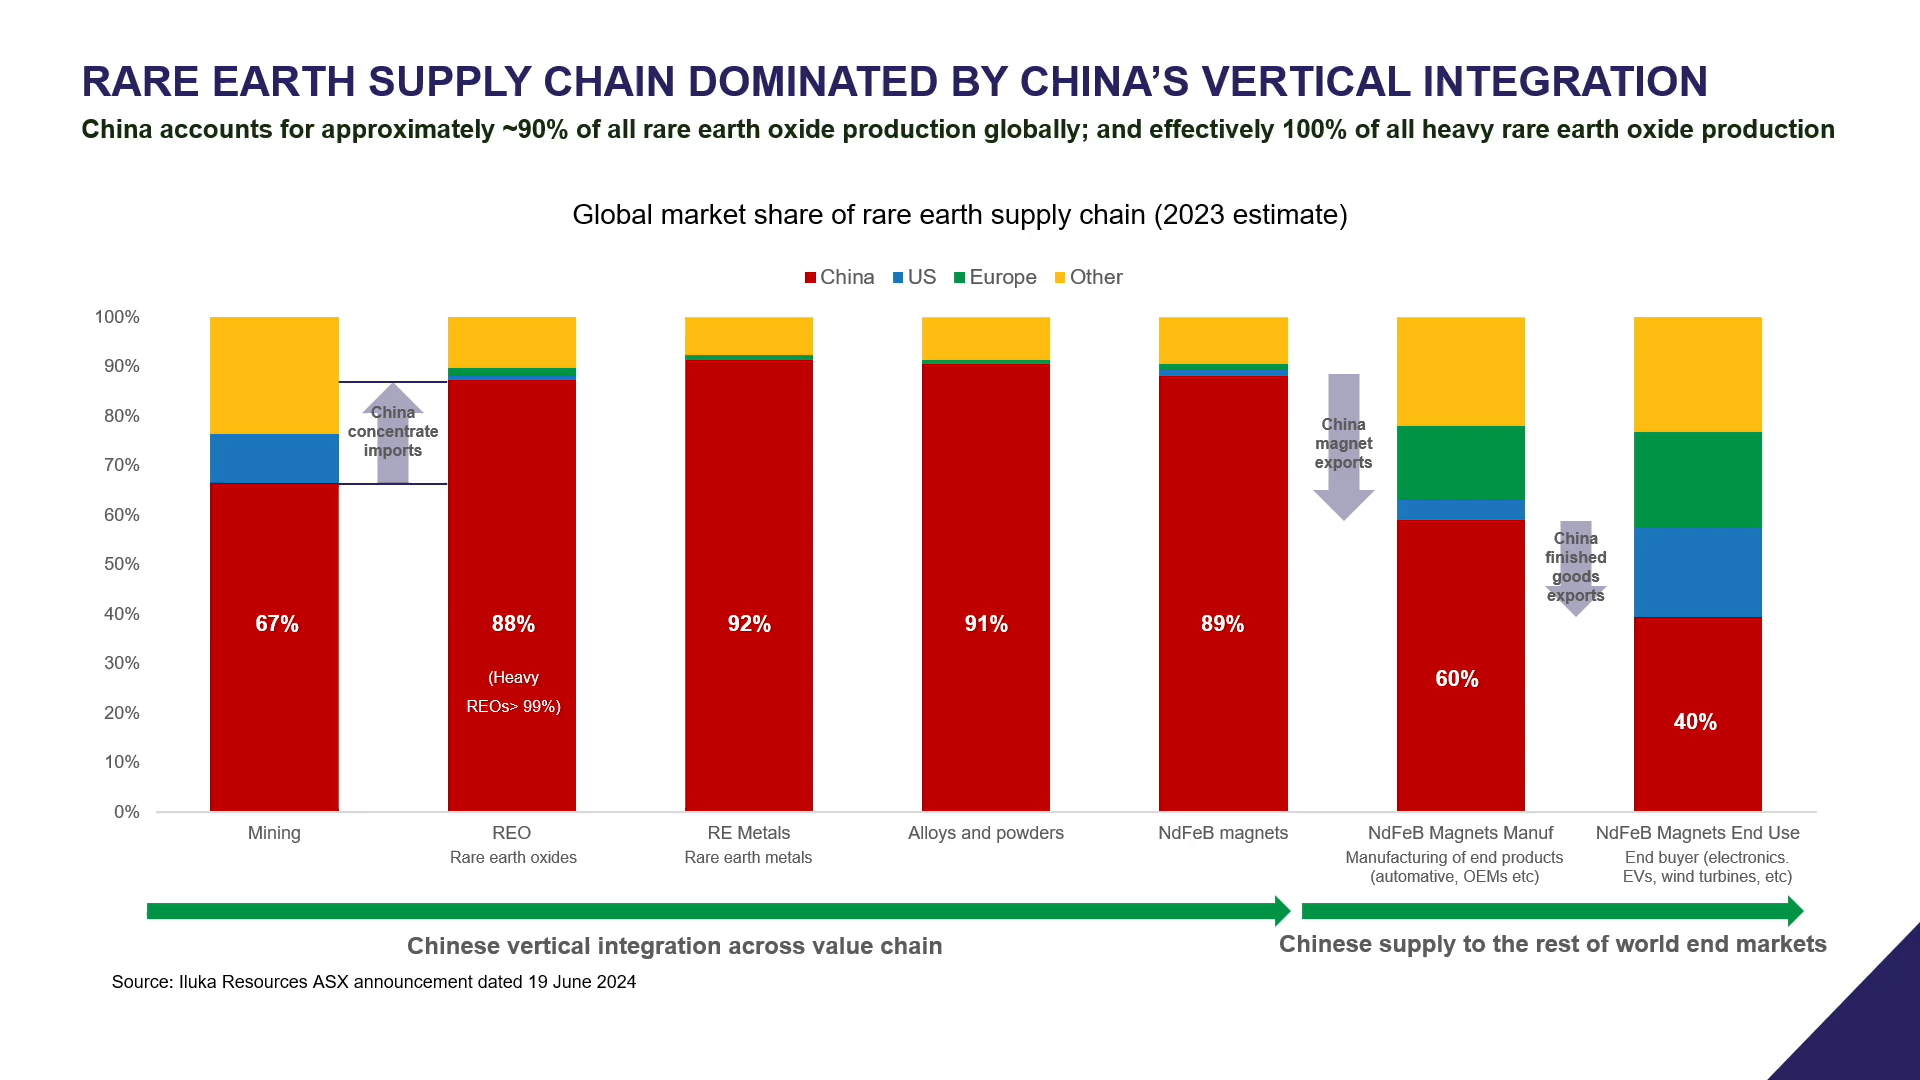 RARE EARTH SUPPLY CHAIN DOMINATED BY CHINA’S VERTICAL INTEGRATION
China accounts for approximately ~90% of all rare earth oxide production globally; and effectively 100% of all heavy rare earth oxide production
Global market share of rare earth supply chain (2023 estimate)
China US Europe Other
100%
90%
80%
70%
60%
50%
40%
30%
20%
10%
0%
China
concentrate
imports
China
magnet
exports
China
finished
goods
exports
67%
88%
(Heavy
REOs> 99%)
92%
91%
89%
60%
40%
Mining
REO
Rare earth oxides
RE Metals
Rare earth metals
Alloys and powders
NdFeB magnets
NdFeB Magnets Manuf
Manufacturing of end products
(automative, OEMs etc)
NdFeB Magnets End Use
End buyer (electronics.
EVs, wind turbines, etc)
Chinese vertical integration across value chain
Chinese supply to the rest of world end markets
Source: Iluka Resources ASX announcement dated 19 June 2024